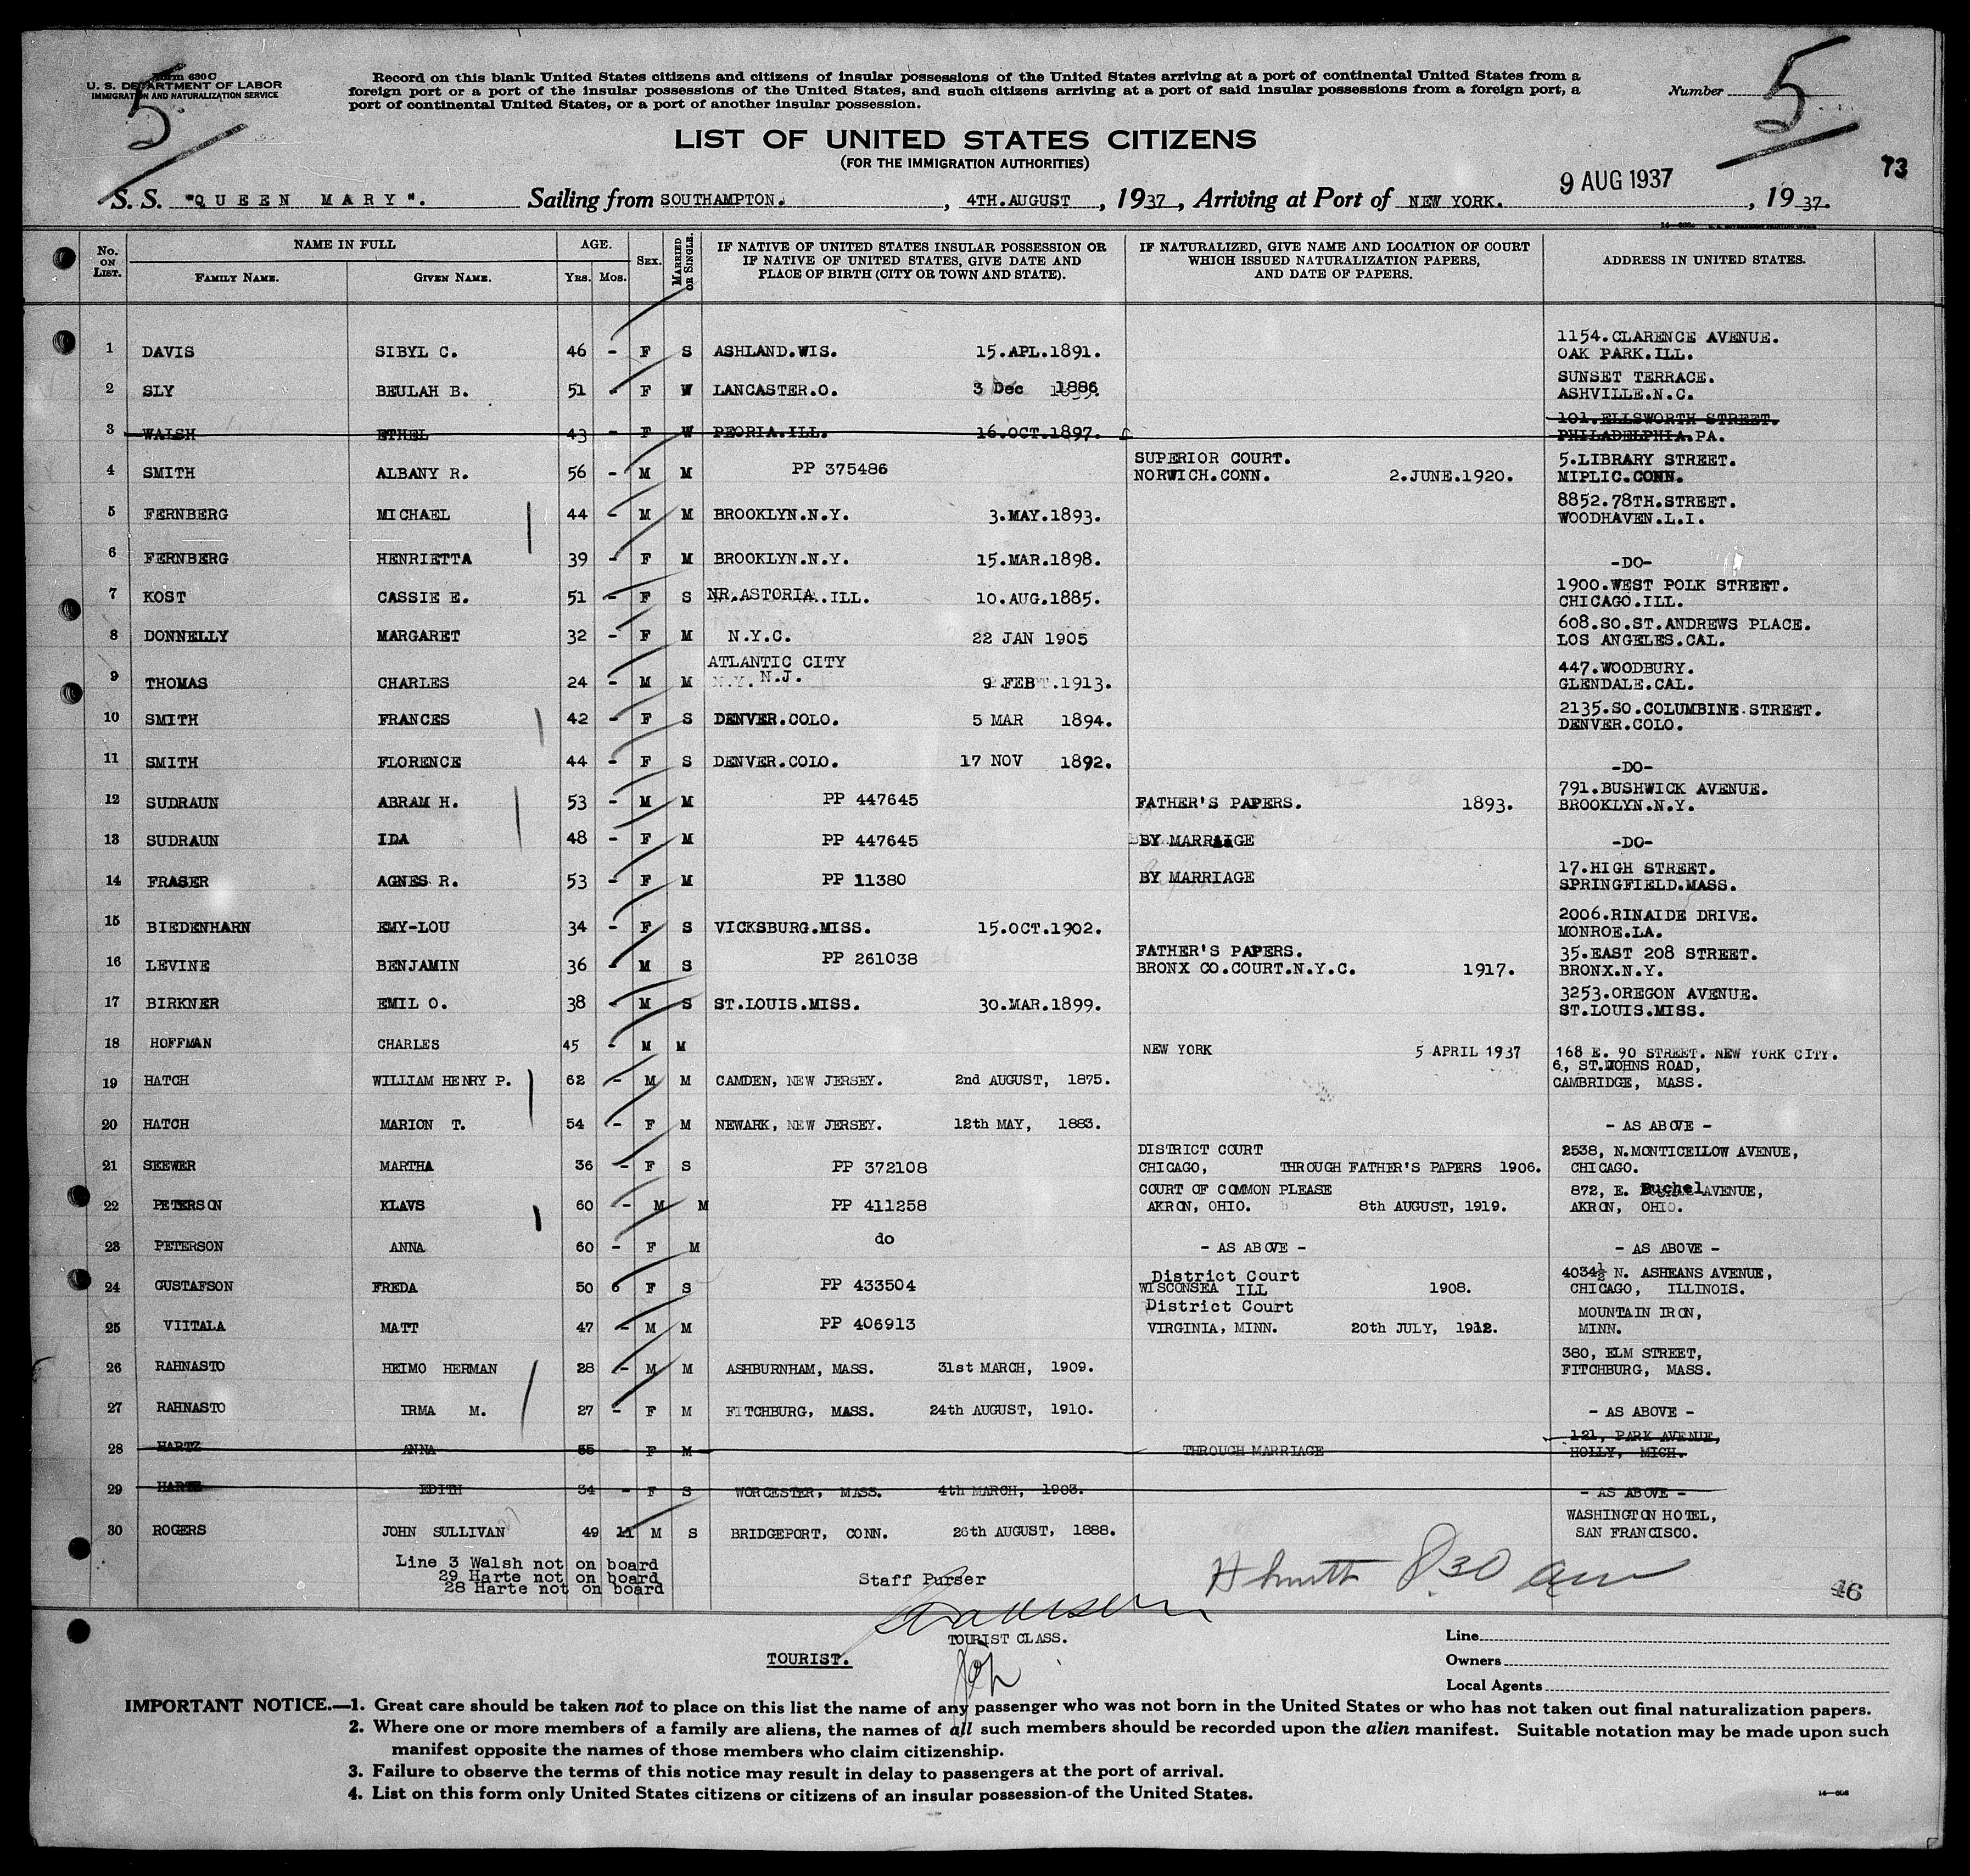 Form 630 C
U. S. DEPARTMENT OF LABOR
IMMIGRATION AND NATURALIZATION SERVICE
5
Record on this blank United States citizens and citizens of insular possessions of the United States arriving at a port of continental United States from a
foreign port or a port of the insular possessions of the United States, and such citizens arriving at a port of said insular possessions from a foreign port, a
port of continental United States, or a port of another insular possession.
Number 5
LIST OF UNITED STATES CITIZENS
(FOR THE IMMIGRATION AUTHORITIES)
73
9 AUG 1937
S. S. "QUEEN MARY". Sailing from SOUTHAMPTON. , 4TH.AUGUST , 1937, Arriving at Port of NEW YORK. , 1937.
No. ON LIST. NAME IN FULL FAMILY NAME. GIVEN NAME. AGE. YRS. MOS. SEX. MARRIED OR SINGLE. IF NATIVE OF UNITED STATES INSULAR POSSESSION OR IF NATIVE OF UNITED STATES, GIVE DATE AND PLACE OF BIRTH (CITY OR TOWN AND STATE). IF NATURALIZED, GIVE NAME AND LOCATION OF COURT WHICH ISSUED NATURALIZATION PAPERS, AND DATE OF PAPERS. ADDRESS IN UNITED STATES.
1 DAVIS SIBYL C. 46 - F S ASHLAND.WIS. 15.APL.1891. 1154.CLARENCE AVENUE. OAK PARK.ILL.
2 SLY BEULAH B. 51 - F W LANCASTER.O. 3 Dec 1886 SUNSET TERRACE. ASHVILLE.N.C.
3 WALSH ETHEL 43 - F W PEORIA.ILL. 16.OCT.1897. 101.ELLSWORTH STREET. PHILADELPHIA.PA.
4 SMITH ALBANY R. 56 - M M PP 375486 SUPERIOR COURT. NORWICH.CONN. 2.JUNE.1920. 5.LIBRARY STREET. MIPLIC.CONN.
5 FERNBERG MICHAEL 44 - M M BROOKLYN.N.Y. 3.MAY.1893. 8852.78TH.STREET. WOODHAVEN.L.I.
6 FERNBERG HENRIETTA 39 - F M BROOKLYN.N.Y. 15.MAR.1898. -DO-
7 KOST CASSIE E. 51 - F S NR.ASTORIA.ILL. 10.AUG.1885. 1900.WEST POLK STREET. CHICAGO.ILL.
8 DONNELLY MARGARET 32 - F M N.Y.C. 22 JAN 1905 608.SO.ST.ANDREWS PLACE. LOS ANGELES.CAL.
9 THOMAS CHARLES 24 - M M ATLANTIC CITY N.J. 9 FEB.1913. 447.WOODBURY. GLENDALE.CAL.
10 SMITH FRANCES 42 - F S DENVER.COLO. 5 MAR 1894. 2135.SO.COLUMBINE.STREET. DENVER.COLO.
11 SMITH FLORENCE 44 - F S DENVER.COLO. 17 NOV 1892. -DO-
12 SUDRAUN ABRAM H. 53 - M M PP 447645 FATHER'S PAPERS. 1893. 791.BUSHWICK AVENUE. BROOKLYN.N.Y.
13 SUDRAUN IDA 48 - F M PP 447645 BY MARRIAGE -DO-
14 FRASER AGNES R. 53 - F M PP 11380 BY MARRIAGE 17.HIGH STREET. SPRINGFIELD.MASS.
15 BIEDENHARN EMY-LOU 34 - F S VICKSBURG.MISS. 15.OCT.1902. 2006.RINAIDE DRIVE. MONROE.LA.
16 LEVINE BENJAMIN 36 - M S PP 261038 FATHER'S PAPERS. BRONX CO.COURT.N.Y.C. 1917. 35.EAST 208 STREET. BRONX.N.Y.
17 BIRKNER EMIL O. 38 - M S ST.LOUIS.MISS. 30.MAR.1899. 3253.OREGON AVENUE. ST.LOUIS.MISS.
18 HOFFMAN CHARLES 45 - M M NEW YORK 5 APRIL 1937 168 E. 90 STREET. NEW YORK CITY.
19 HATCH WILLIAM HENRY P. 62 - M M CAMDEN, NEW JERSEY. 2nd AUGUST, 1875. 6, ST.JOHNS ROAD, CAMBRIDGE, MASS.
20 HATCH MARION T. 54 - F M NEWARK, NEW JERSEY. 12th MAY, 1883. - AS ABOVE -
21 SEEWER MARTHA 36 - F S PP 372108 DISTRICT COURT CHICAGO, THROUGH FATHER'S PAPERS 1906. 2538, N.MONTICELLOW AVENUE, CHICAGO.
22 PETERSON KLAVS 60 - M M PP 411258 COURT OF COMMON PLEASE AKRON, OHIO. 8th AUGUST, 1919. 872, E. Buchel AVENUE, AKRON, OHIO.
23 PETERSON ANNA 60 - F M do - AS ABOVE - - AS ABOVE -
24 GUSTAFSON FREDA 50 6 F S PP 433504 District Court WISCONSEA ILL 1908. 4034½ N. ASHEANS AVENUE, CHICAGO, ILLINOIS.
25 VIITALA MATT 47 - M M PP 406913 District Court VIRGINIA, MINN. 20th JULY, 1912. MOUNTAIN IRON, MINN.
26 RAHNASTO HEIMO HERMAN 28 - M M ASHBURNHAM, MASS. 31st MARCH, 1909. 380, ELM STREET, FITCHBURG, MASS.
27 RAHNASTO IRMA M. 27 - F M FITCHBURG, MASS. 24th AUGUST, 1910. - AS ABOVE -
28 HARTZ ANNA 55 F M THROUGH MARRIAGE 121, PARK AVENUE, HOLLY, MICH.
29 HARTZ EDITH 34 - F S WORCESTER, MASS. 4th MARCH, 1903. - AS ABOVE -
30 ROGERS JOHN SULLIVAN 49 11 M S BRIDGEPORT, CONN. 26th AUGUST, 1888. WASHINGTON HOTEL, SAN FRANCISCO.
Line 3 Walsh not on board
29 Harte not on board
28 Harte not on board
Staff Purser
830 am
46
TOURIST CLASS.
TOURIST.
Line
Owners
Local Agents
IMPORTANT NOTICE.—1. Great care should be taken not to place on this list the name of any passenger who was not born in the United States or who has not taken out final naturalization papers.
2. Where one or more members of a family are aliens, the names of all such members should be recorded upon the alien manifest. Suitable notation may be made upon such
manifest opposite the names of those members who claim citizenship.
3. Failure to observe the terms of this notice may result in delay to passengers at the port of arrival.
4. List on this form only United States citizens or citizens of an insular possession of the United States.